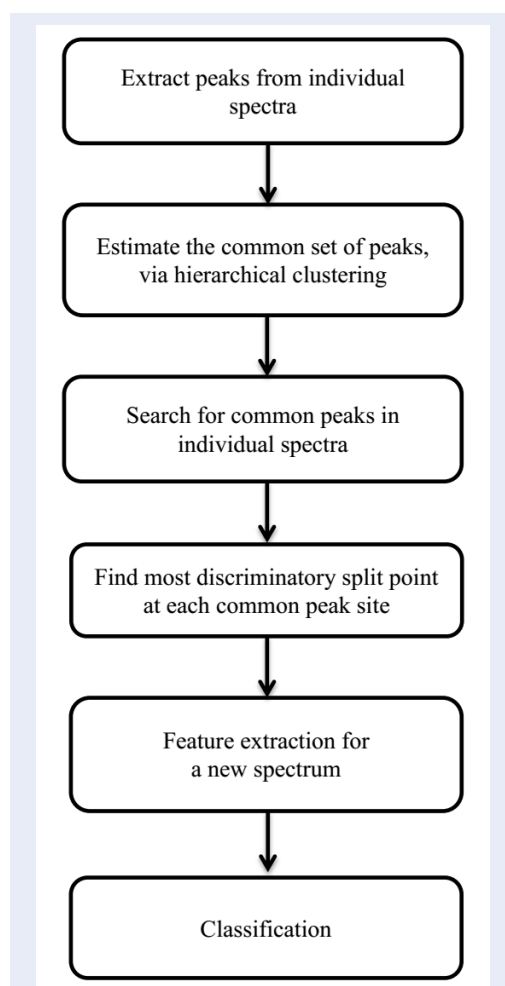 Extract peaks from individual
spectra
Estimate the common set of peaks,
via hierarchical clustering
Search for common peaks in
individual spectra
Find most discriminatory split point
at each common peak site
Feature extraction for
a new spectrum
Classification